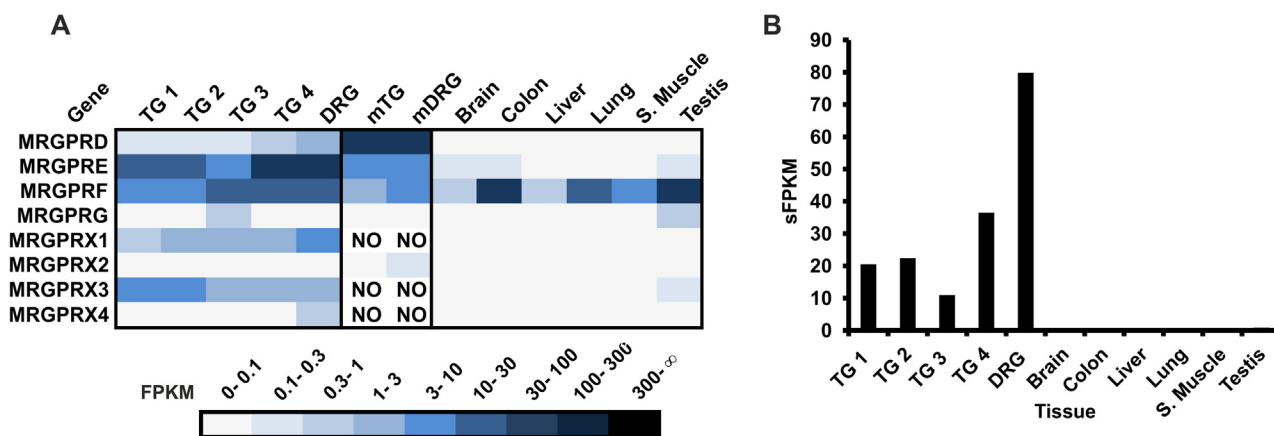 A
Gene TG 1 TG 2 TG 3 TG 4 DRG mTG mDRG Brain Colon Liver Lung S. Muscle Testis
MRGPRD
MRGPRE
MRGPRF
MRGPRG
MRGPRX1 NO NO
MRGPRX2
MRGPRX3 NO NO
MRGPRX4 NO NO
FPKM 0- 0.1 0.1- 0.3 0.3- 1 1- 3 3- 10 10- 30 30- 100 100- 300 300- ∞
B
sFPKM
90
80
70
60
50
40
30
20
10
0
TG 1 TG 2 TG 3 TG 4 DRG Brain Colon Liver Lung S. Muscle Testis
Tissue